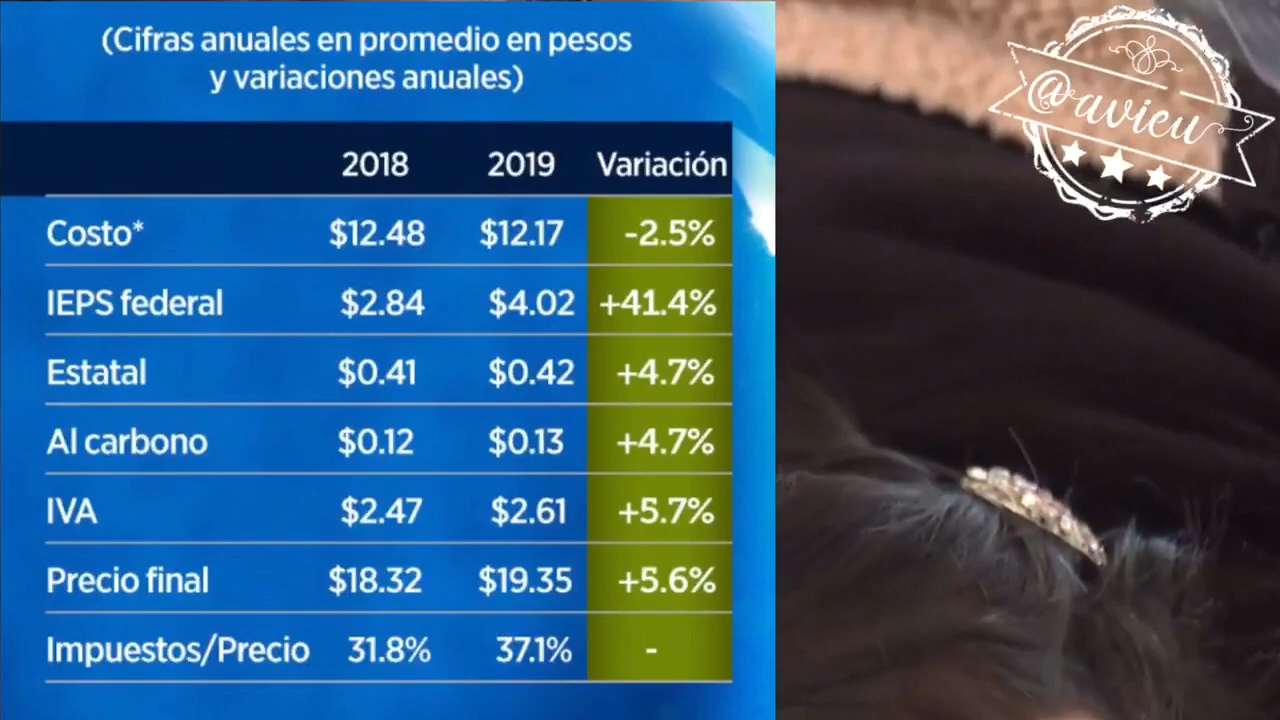 (Cifras anuales en promedio en pesos
y variaciones anuales)
2018 2019 Variación
Costo* $12.48 $12.17 -2.5%
IEPS federal $2.84 $4.02 +41.4%
Estatal $0.41 $0.42 +4.7%
Al carbono $0.12 $0.13 +4.7%
IVA $2.47 $2.61 +5.7%
Precio final $18.32 $19.35 +5.6%
Impuestos/Precio 31.8% 37.1% -
@avieu